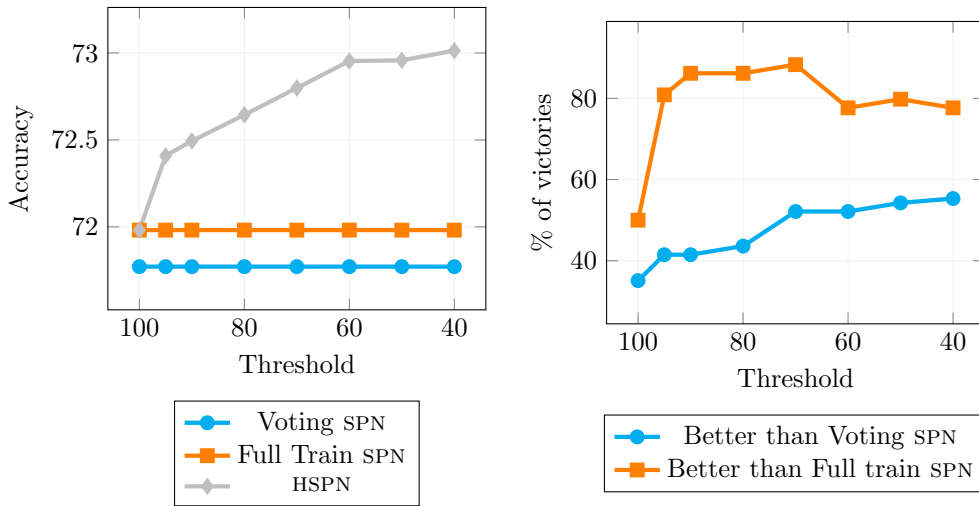 73
72.5
72
Accuracy
100
80
60
40
Threshold
Voting SPN
Full Train SPN
HSPN
80
60
40
% of victories
100
80
60
40
Threshold
Better than Voting SPN
Better than Full train SPN